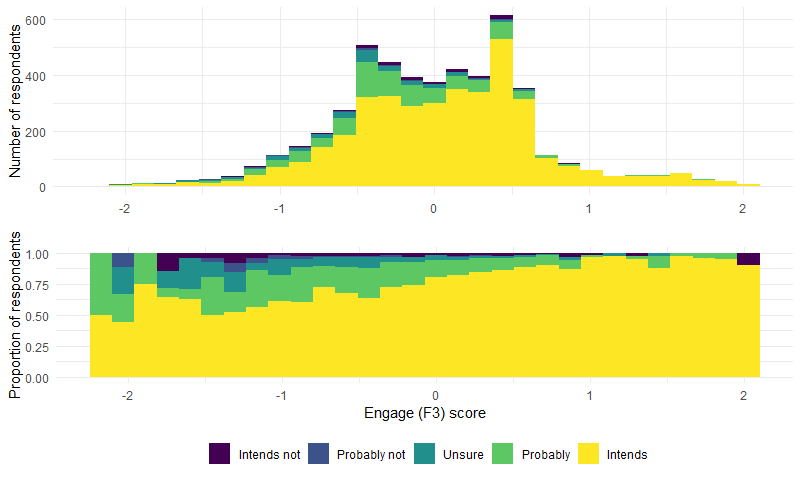 Number of respondents
600
400
200
0
-2 -1 0 1 2
Proportion of respondents
1.00
0.75
0.50
0.25
0.00
-2 -1 0 1 2
Engage (F3) score
Intends not Probably not Unsure Probably Intends